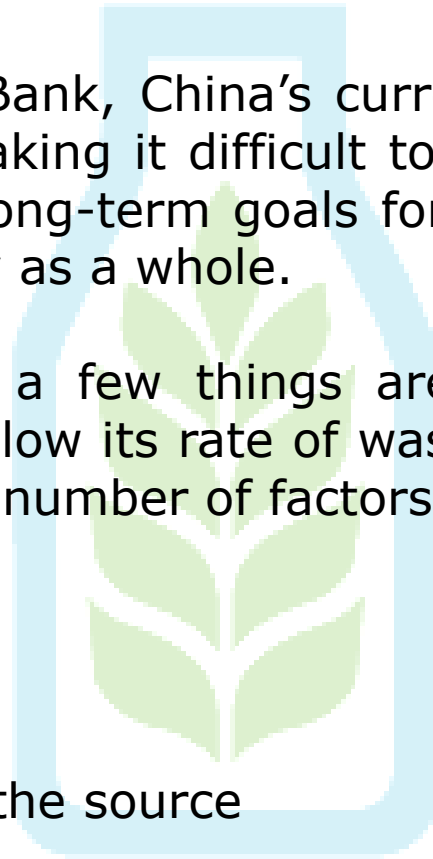 Bank, China's curr
aking it difficult to
ong-term goals for
as a whole.
a few things are
low its rate of was
number of factors
the source